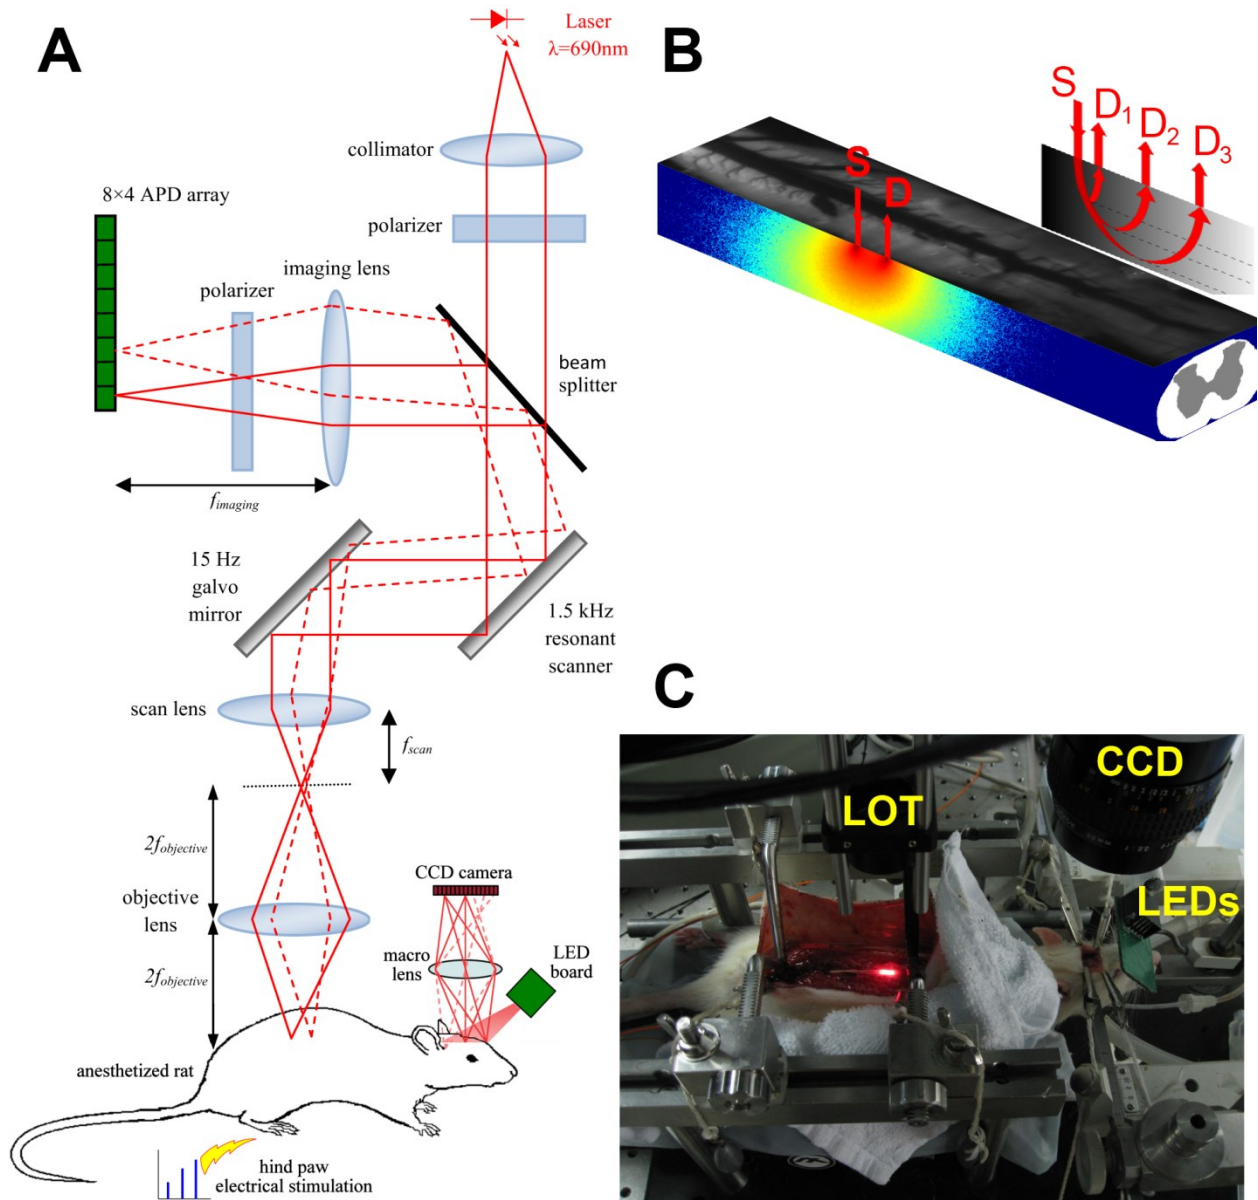 A
Laser
λ=690nm
collimator
8×4 APD array
polarizer
imaging lens
polarizer
beam
splitter
f_imaging
15 Hz
galvo
mirror
1.5 kHz
resonant
scanner
scan lens
f_scan
2f_objective
objective
lens
2f_objective
CCD camera
macro
lens
LED
board
anesthetized rat
hind paw
electrical stimulation
B
S
D₁
D₂
D₃
S
D
C
LOT
CCD
LEDs